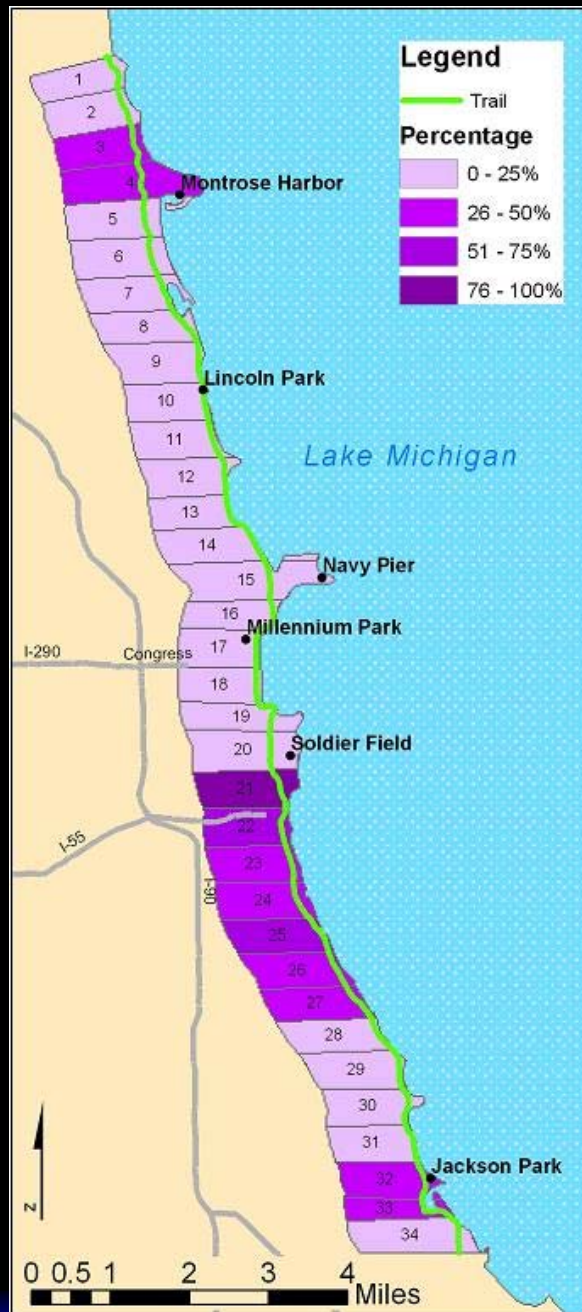 Legend
Trail
Percentage
0 - 25%
26 - 50%
51 - 75%
76 - 100%
1
2
3
4
Montrose Harbor
5
6
7
8
9
Lincoln Park
10
11
Lake Michigan
12
13
14
15
Navy Pier
16
Millennium Park
17
I-290
Congress
18
19
20
Soldier Field
21
22
I-55
23
I-90
24
25
26
27
28
29
30
31
32
Jackson Park
33
34
N
0 0.5 1 2 3 4
Miles